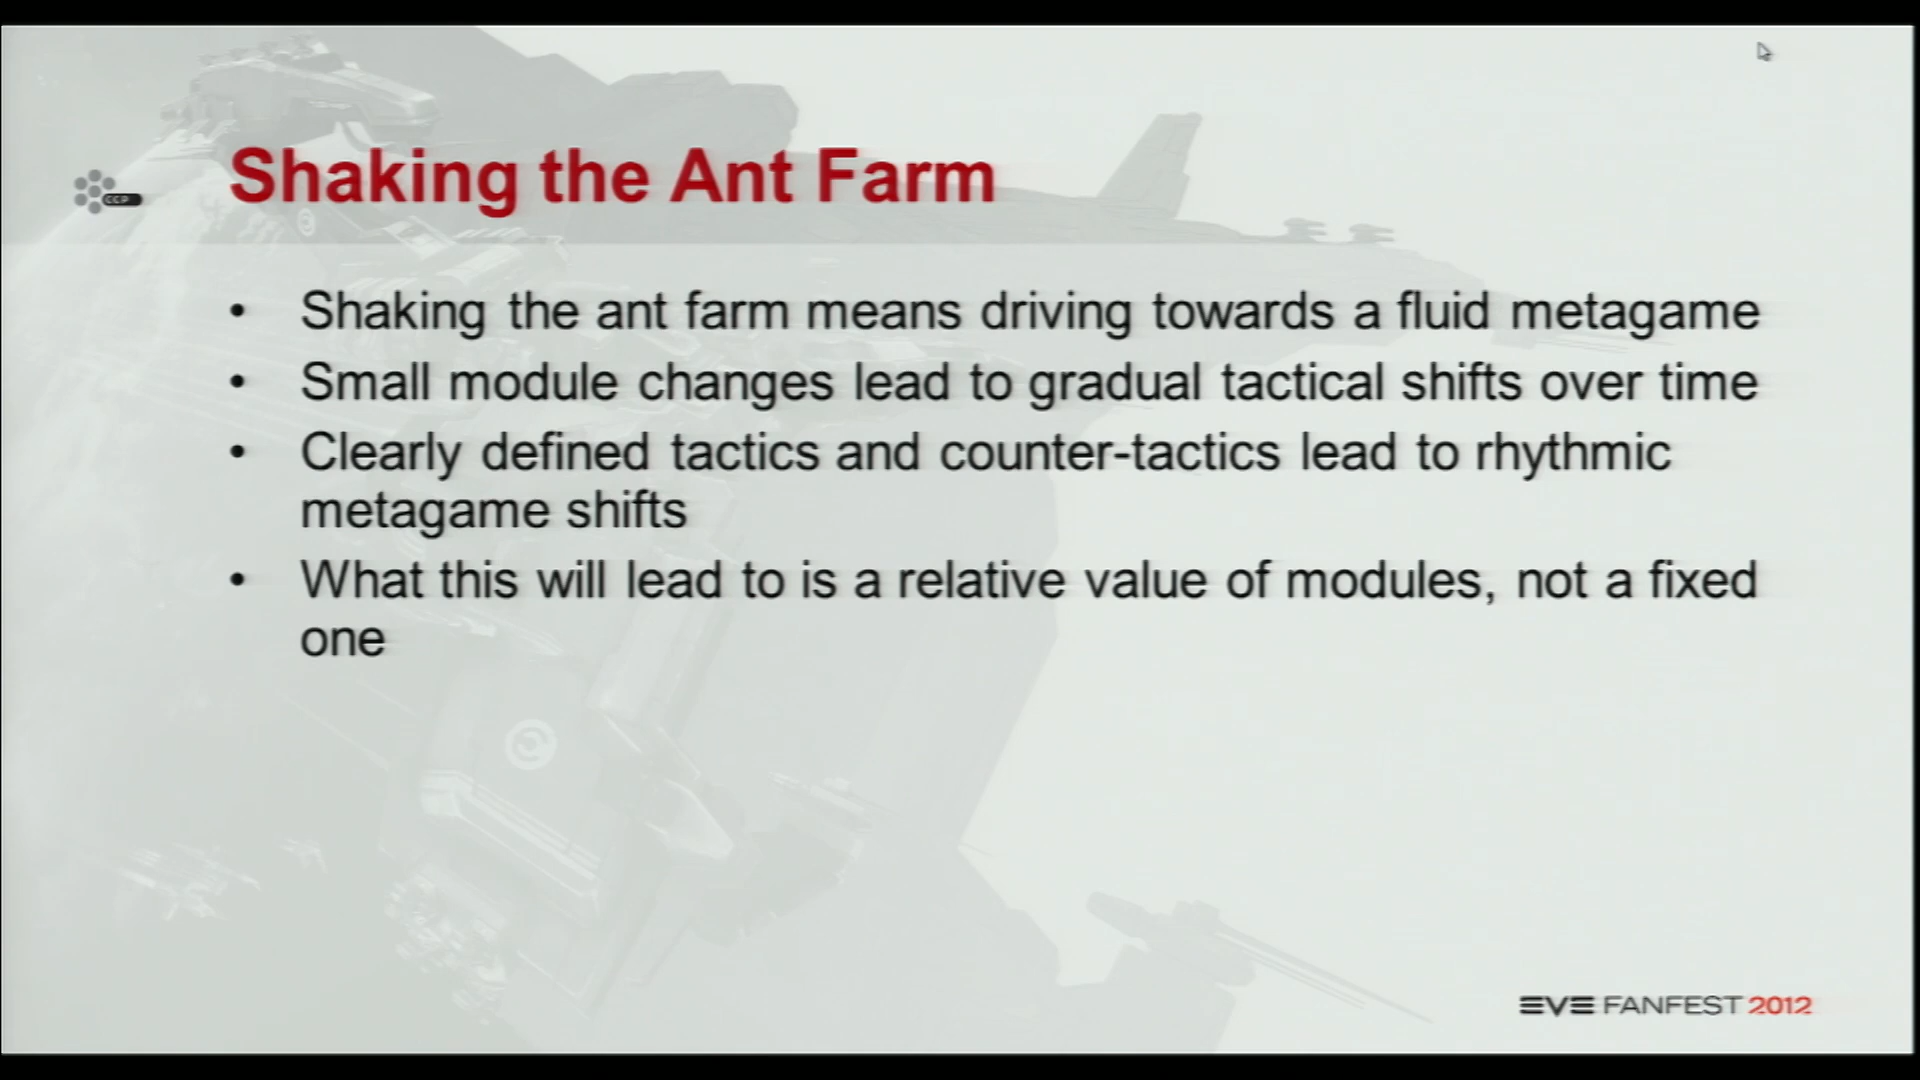 Shaking the Ant Farm
CCP
• Shaking the ant farm means driving towards a fluid metagame
• Small module changes lead to gradual tactical shifts over time
• Clearly defined tactics and counter-tactics lead to rhythmic
metagame shifts
• What this will lead to is a relative value of modules, not a fixed
one
EVE FANFEST 2012